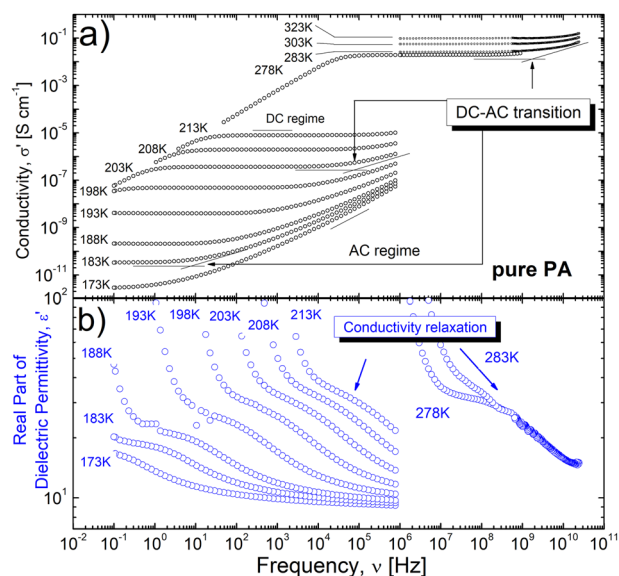 a)
323K
303K
283K
278K
213K
208K
203K
198K
193K
188K
183K
173K
DC regime
DC-AC transition
AC regime
pure PA
Conductivity, σ' [S cm⁻¹]
10⁻¹
10⁻³
10⁻⁵
10⁻⁷
10⁻⁹
10⁻¹¹
10²
b)
193K
198K
203K
208K
213K
188K
183K
173K
Conductivity relaxation
283K
278K
Real Part of
Dielectric Permittivity, ε'
10¹
10⁻² 10⁻¹ 10⁰ 10¹ 10² 10³ 10⁴ 10⁵ 10⁶ 10⁷ 10⁸ 10⁹ 10¹⁰ 10¹¹
Frequency, ν [Hz]